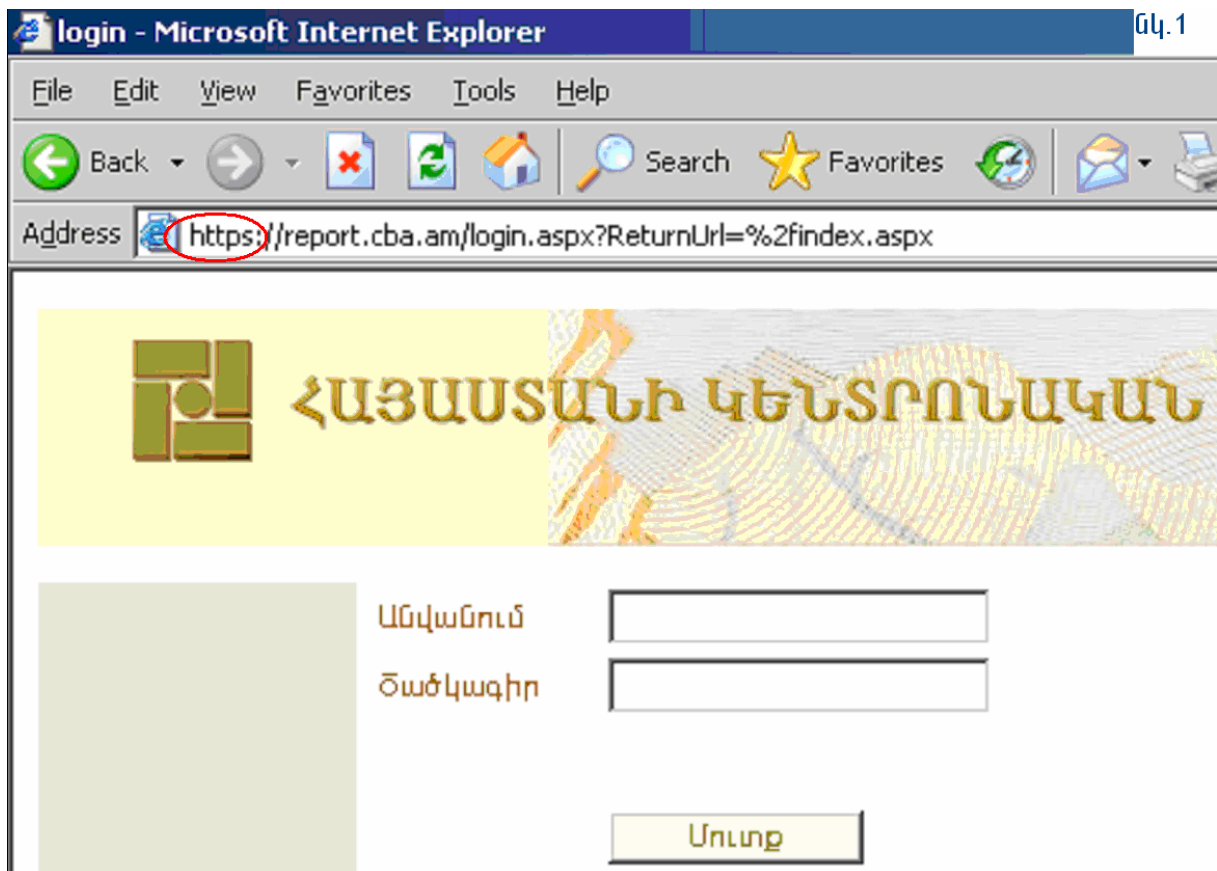 login - Microsoft Internet Explorer
նկ.1
File Edit View Favorites Tools Help
Back Search Favorites
Address https://report.cba.am/login.aspx?ReturnUrl=%2findex.aspx
ՀԱՅԱՍՏԱՆԻ ԿԵՆՏՐՈՆԱԿԱՆ
Անվանում
Ծածկագիր
Մուտք